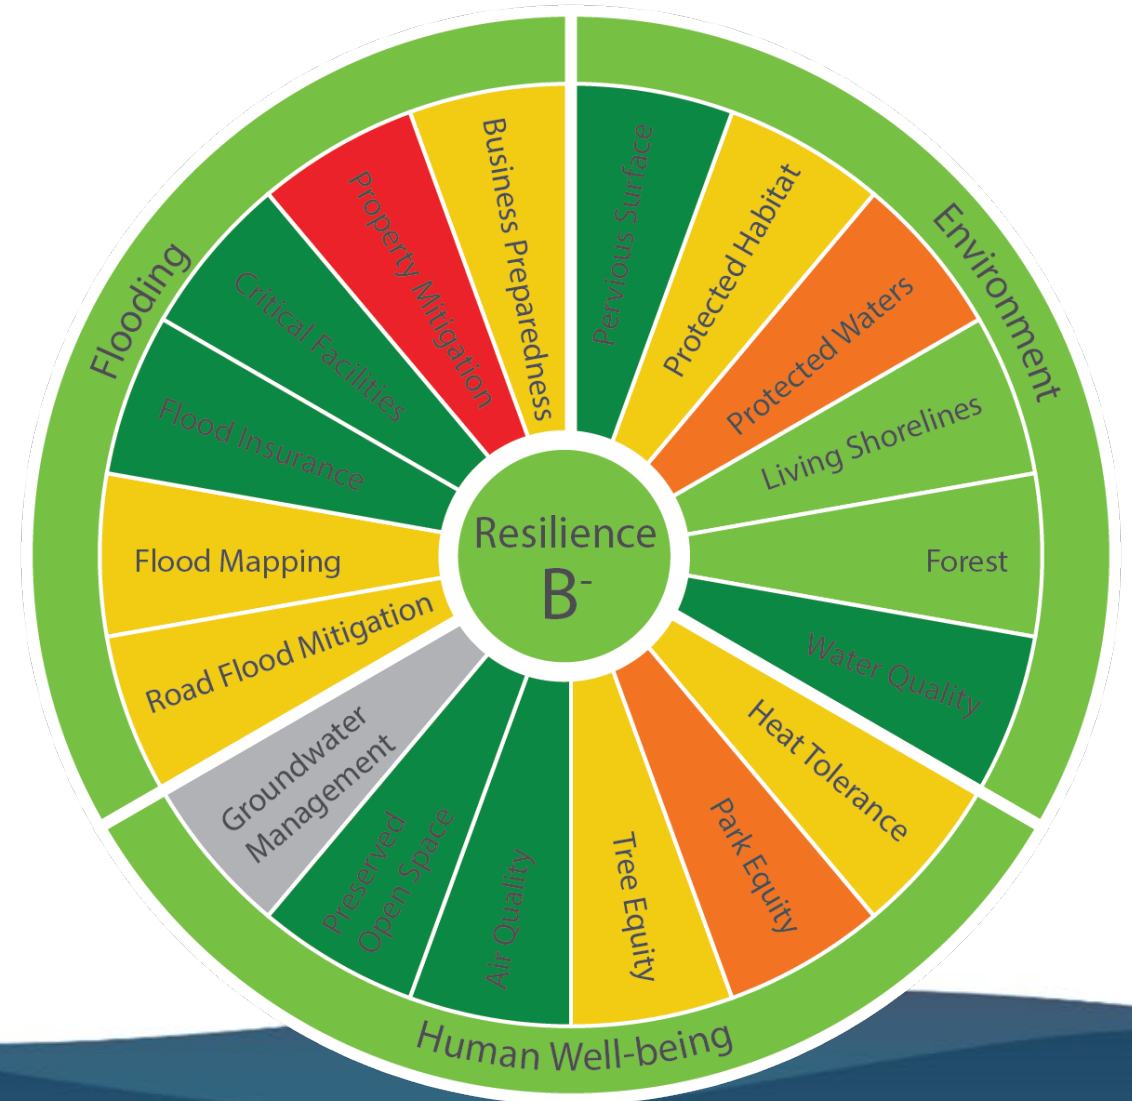 Resilience
B-
Environment
Pervious Surface
Protected Habitat
Protected Waters
Living Shorelines
Forest
Water Quality
Human Well-being
Heat Tolerance
Park Equity
Tree Equity
Air Quality
Preserved
Open Space
Groundwater
Management
Flooding
Road Flood Mitigation
Flood Mapping
Flood Insurance
Critical Facilities
Property Mitigation
Business Preparedness